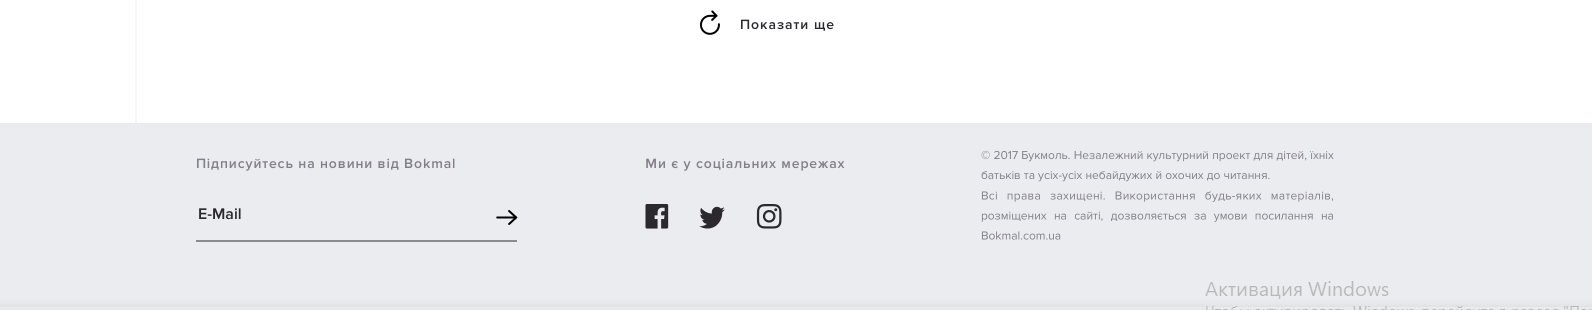 Показати ще
Підписуйтесь на новини від Bokmal
E-Mail
Ми є у соціальних мережах
© 2017 Букмоль. Незалежний культурний проект для дітей, їхніх
батьків та усіх-усіх небайдужих й охочих до читання.
Всі права захищені. Використання будь-яких матеріалів,
розміщених на сайті, дозволяється за умови посилання на
Bokmal.com.ua
Активация Windows